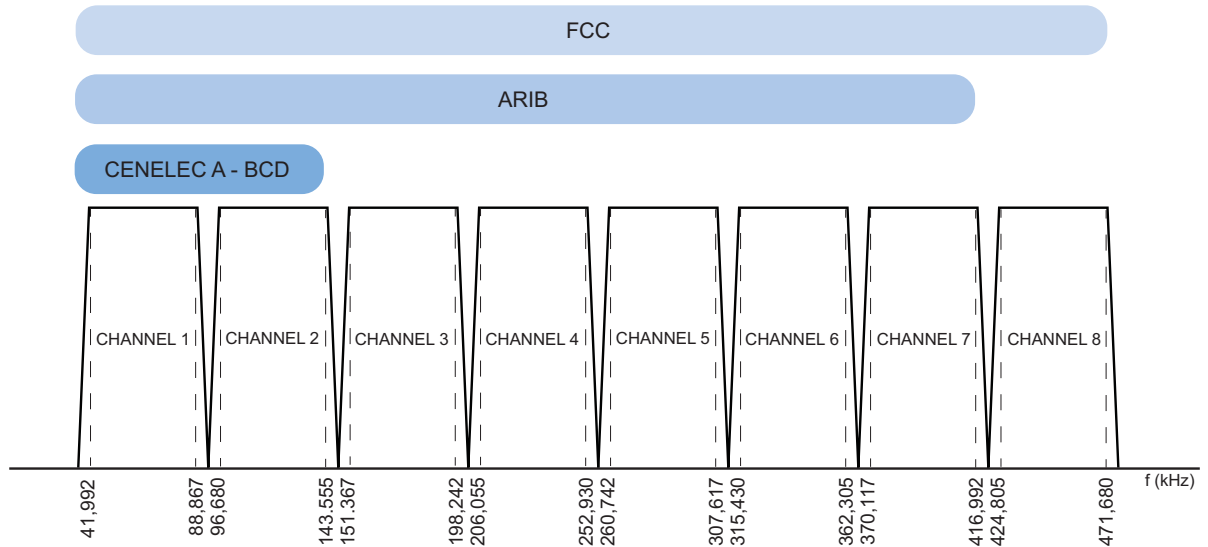 FCC
ARIB
CENELEC A - BCD
CHANNEL 1
CHANNEL 2
CHANNEL 3
CHANNEL 4
CHANNEL 5
CHANNEL 6
CHANNEL 7
CHANNEL 8
f (kHz)
41,992
88,867
96,680
143.555
151.367
198,242
206,055
252,930
260,742
307,617
315,430
362,305
370,117
416,992
424,805
471,680